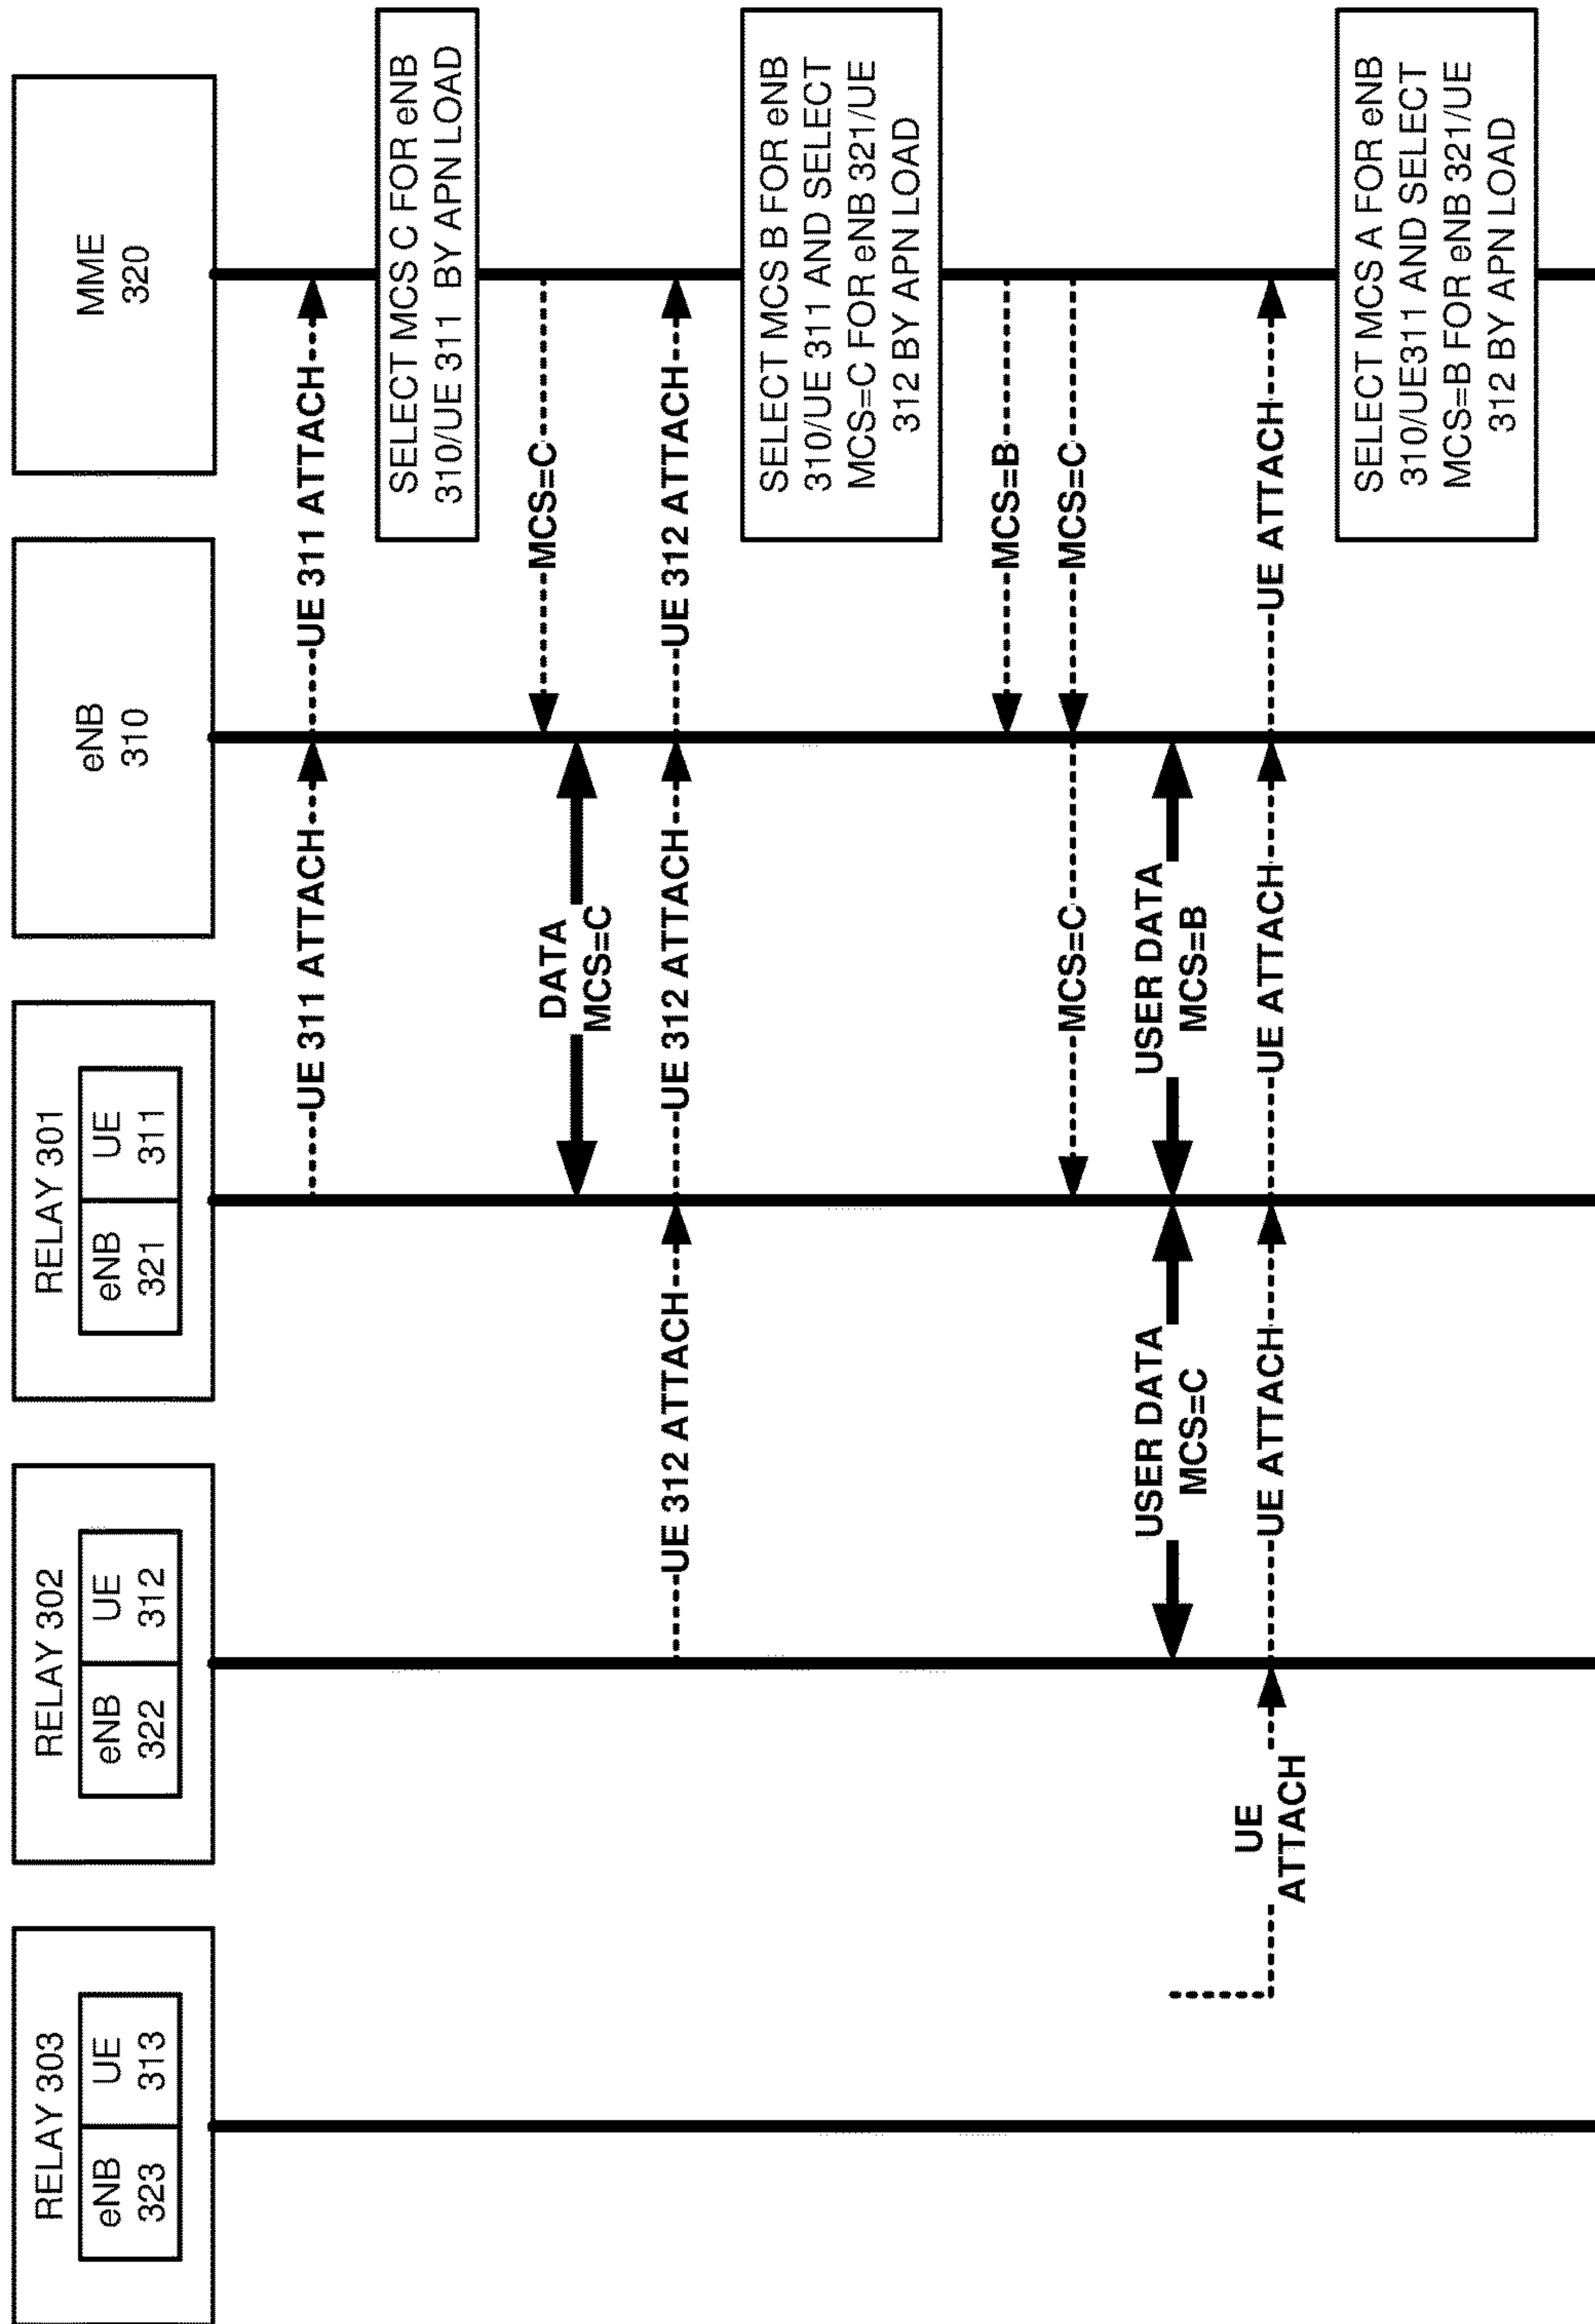 RELAY 303
eNB
323
UE
313
RELAY 302
eNB
322
UE
312
RELAY 301
eNB
321
UE
311
eNB
310
MME
320
UE 311 ATTACH
UE 311 ATTACH
SELECT MCS C FOR eNB
310/UE 311 BY APN LOAD
MCS=C
DATA
MCS=C
UE 312 ATTACH
UE 312 ATTACH
UE 312 ATTACH
SELECT MCS B FOR eNB
310/UE 311 AND SELECT
MCS=C FOR eNB 321/UE
312 BY APN LOAD
MCS=B
MCS=C
MCS=C
USER DATA
MCS=C
USER DATA
MCS=B
UE
ATTACH
UE ATTACH
UE ATTACH
UE ATTACH
SELECT MCS A FOR eNB
310/UE311 AND SELECT
MCS=B FOR eNB 321/UE
312 BY APN LOAD